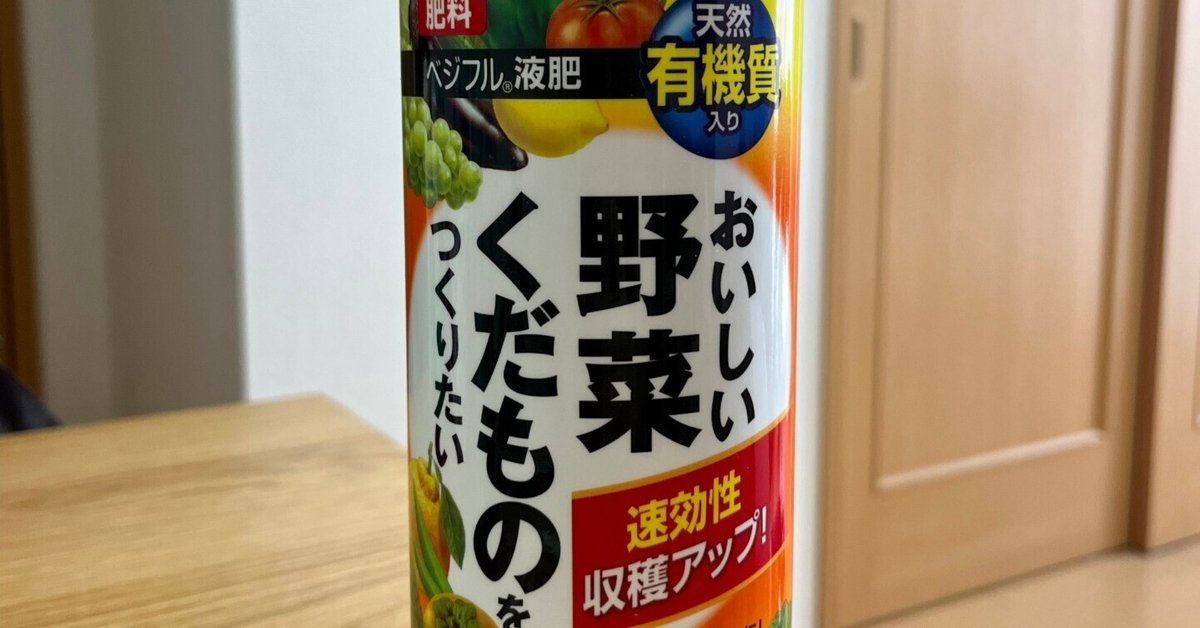 肥料
ベジフル®液肥
天然
有機質
入り
おいしい
野菜
くだものを
つくりたい
速効性
収穫アップ!